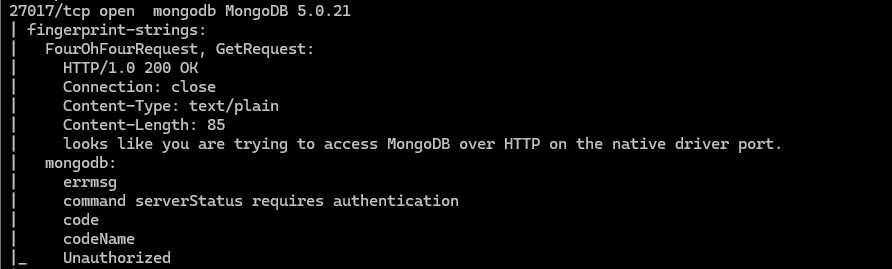 27017/tcp open  mongodb MongoDB 5.0.21
| fingerprint-strings:
|   FourOhFourRequest, GetRequest:
|     HTTP/1.0 200 OK
|     Connection: close
|     Content-Type: text/plain
|     Content-Length: 85
|     looks like you are trying to access MongoDB over HTTP on the native driver port.
|   mongodb:
|     errmsg
|     command serverStatus requires authentication
|     code
|     codeName
|_    Unauthorized